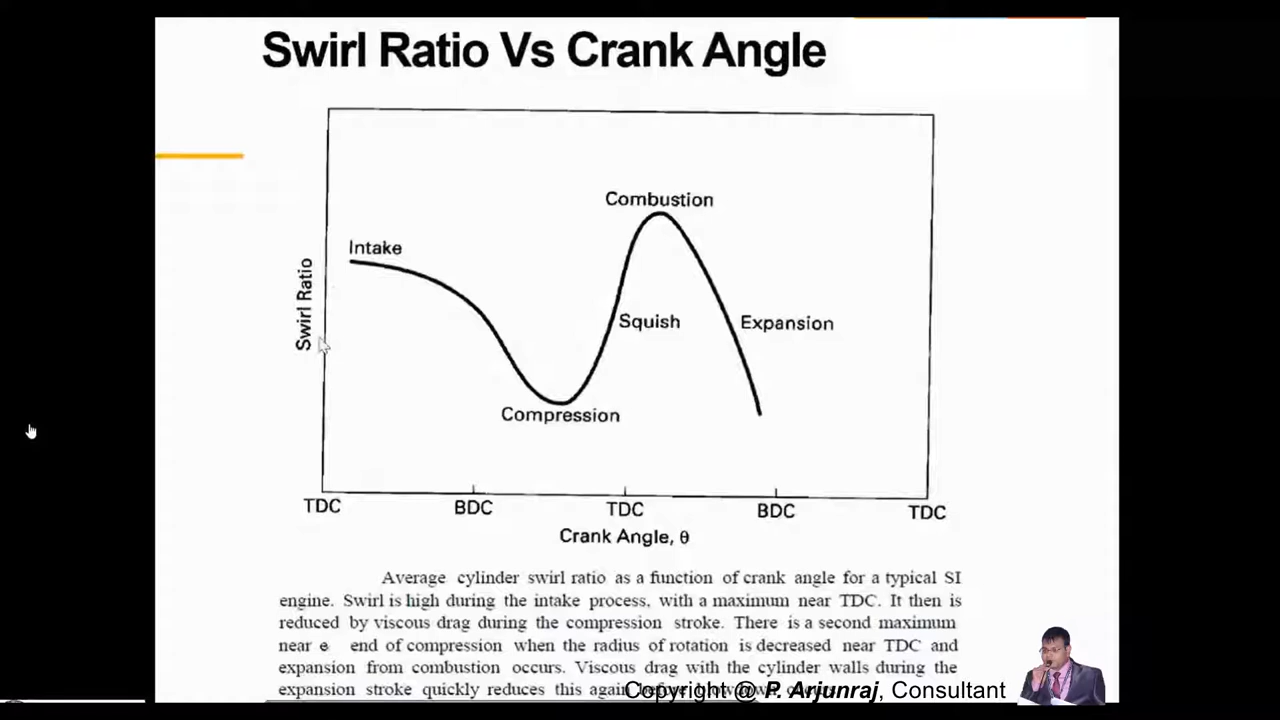 Swirl Ratio Vs Crank Angle
Combustion
Intake
Swirl Ratio
Squish
Expansion
Compression
TDC BDC TDC BDC TDC
Crank Angle, θ
Average cylinder swirl ratio as a function of crank angle for a typical SI
engine. Swirl is high during the intake process, with a maximum near TDC. It then is
reduced by viscous drag during the compression stroke. There is a second maximum
near e end of compression when the radius of rotation is decreased near TDC and
expansion from combustion occurs. Viscous drag with the cylinder walls during the
expansion stroke quickly reduces this again
Copyright @ P. Arjunraj, Consultant